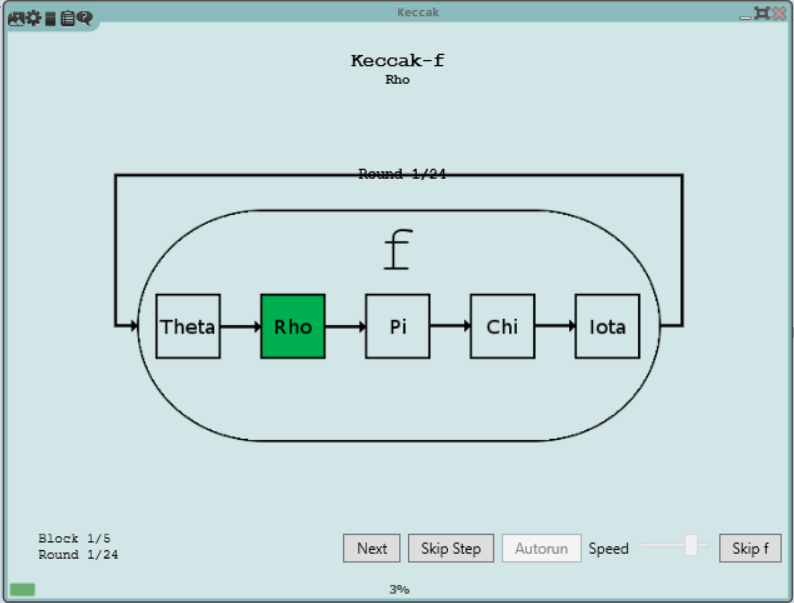 Keccak
Keccak-f
Rho
Round 1/24
f
Theta Rho Pi Chi Iota
Block 1/5
Round 1/24
Next Skip Step Autorun Speed Skip f
3%